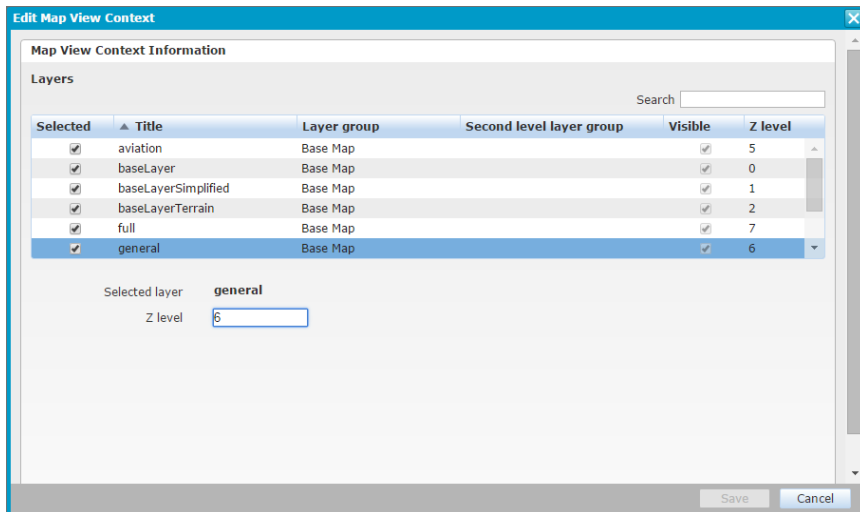 Edit Map View Context
Map View Context Information
Layers
Search
Selected Title Layer group Second level layer group Visible Z level
aviation Base Map 5
baseLayer Base Map 0
baseLayerSimplified Base Map 1
baseLayerTerrain Base Map 2
full Base Map 7
general Base Map 6
Selected layer general
Z level 6
Save Cancel